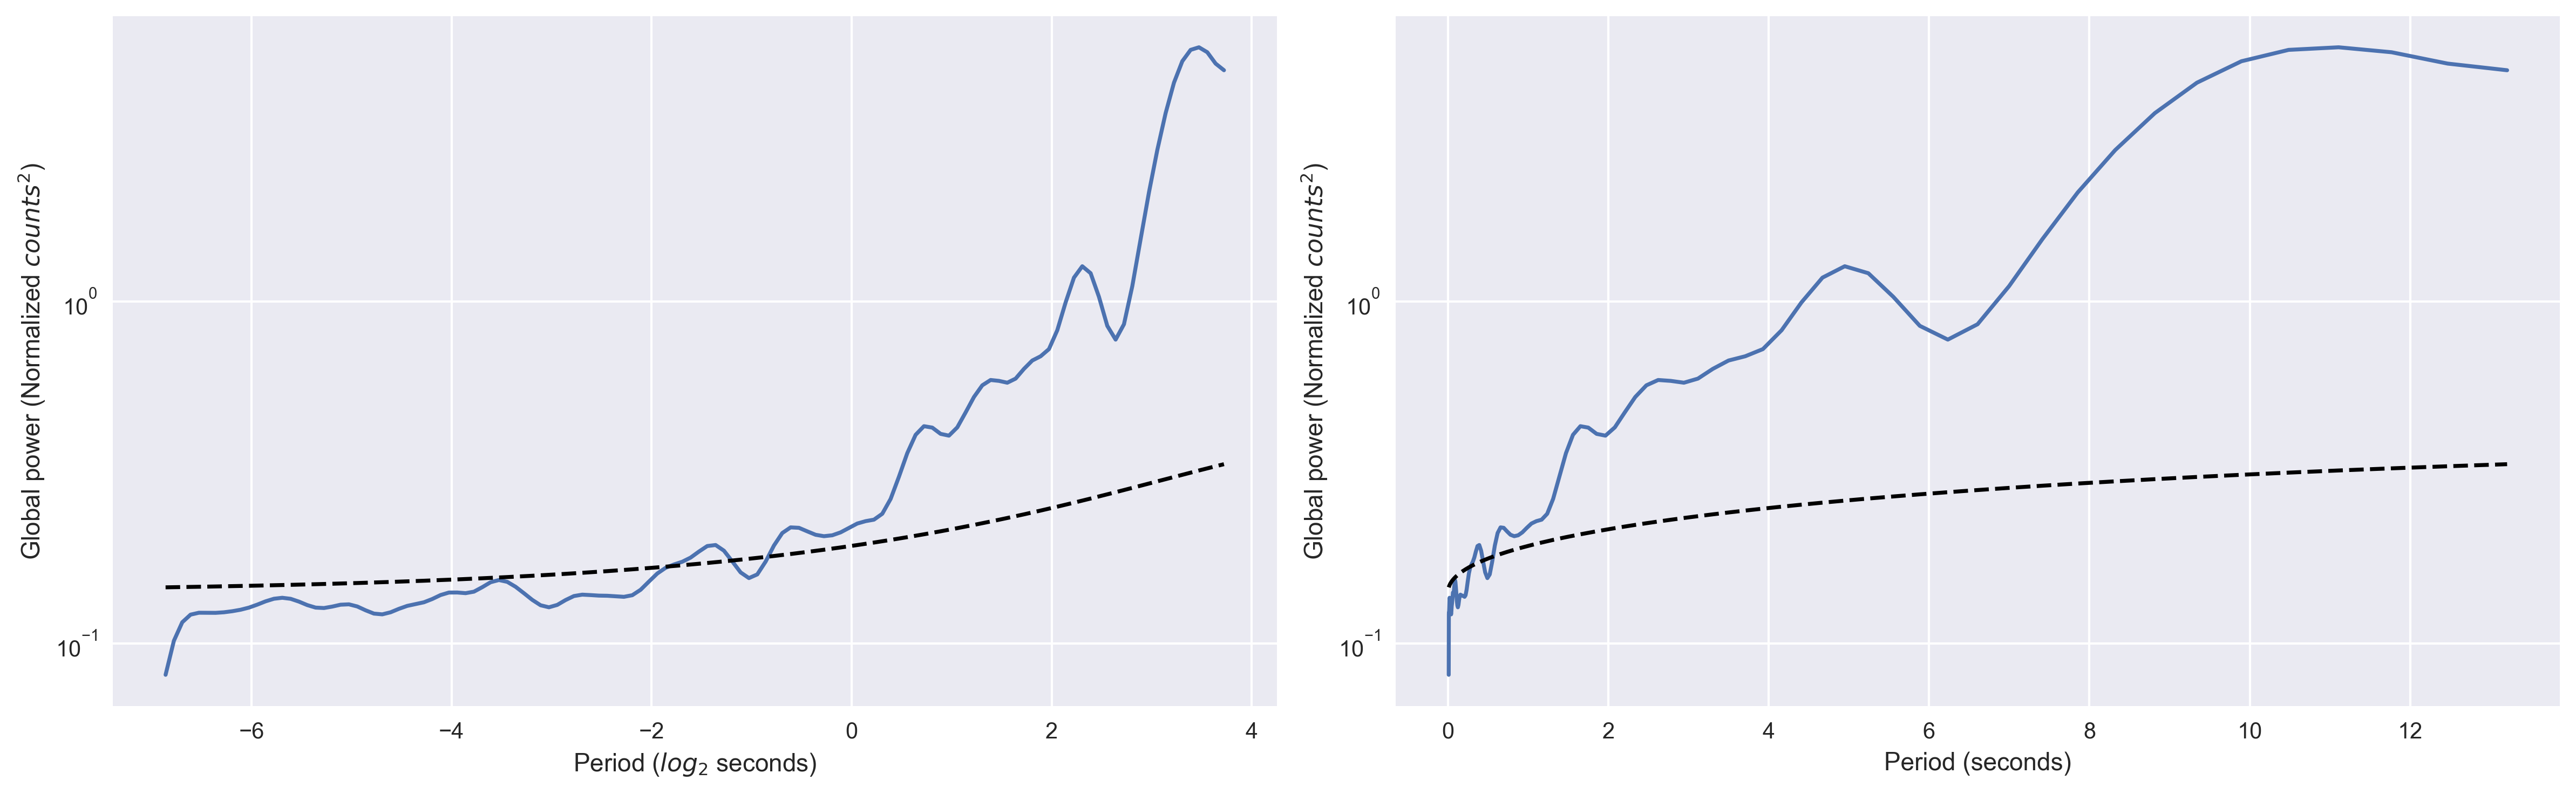 Global power (Normalized counts²)
10⁰
10⁻¹
−6 −4 −2 0 2 4
Period (log₂ seconds)
Global power (Normalized counts²)
10⁰
10⁻¹
0 2 4 6 8 10 12
Period (seconds)